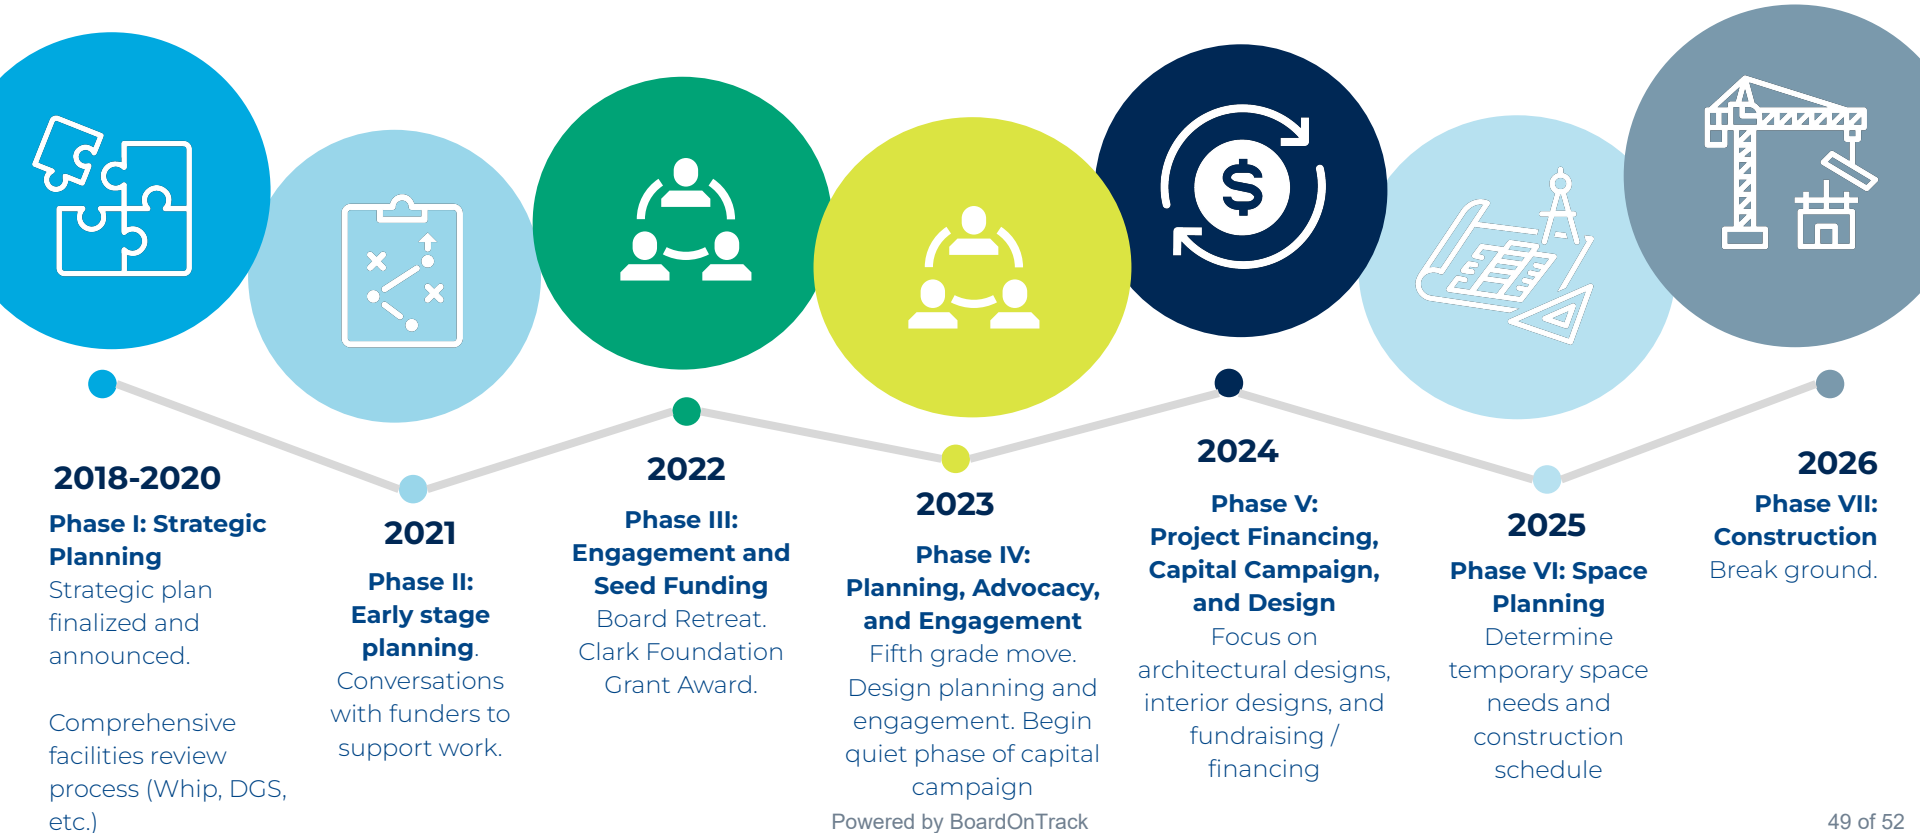 2018-2020
Phase I: Strategic
Planning
Strategic plan
finalized and
announced.
Comprehensive
facilities review
process (Whip, DGS,
etc.)
2021
Phase II:
Early stage
planning.
Conversations
with funders to
support work.
2022
Phase III:
Engagement and
Seed Funding
Board Retreat.
Clark Foundation
Grant Award.
2023
Phase IV:
Planning, Advocacy,
and Engagement
Fifth grade move.
Design planning and
engagement. Begin
quiet phase of capital
campaign
$
2024
Phase V:
Project Financing,
Capital Campaign,
and Design
Focus on
architectural designs,
interior designs, and
fundraising /
financing
2025
Phase VI: Space
Planning
Determine
temporary space
needs and
construction
schedule
2026
Phase VII:
Construction
Break ground.
Powered by BoardOnTrack
49 of 52